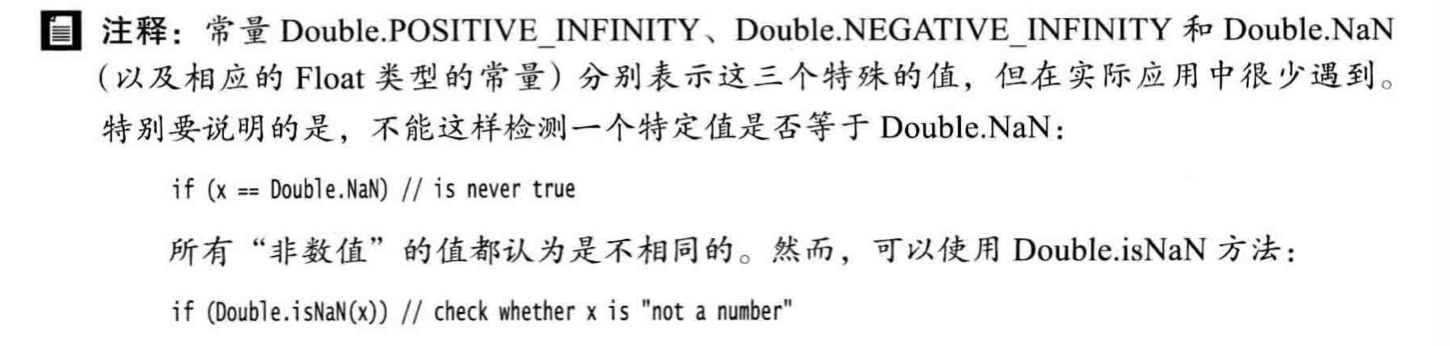 注释：常量 Double.POSITIVE_INFINITY、Double.NEGATIVE_INFINITY 和 Double.NaN
（以及相应的 Float 类型的常量）分别表示这三个特殊的值，但在实际应用中很少遇到。
特别要说明的是，不能这样检测一个特定值是否等于 Double.NaN：
if (x == Double.NaN) // is never true
所有“非数值”的值都认为是不相同的。然而，可以使用 Double.isNaN 方法：
if (Double.isNaN(x)) // check whether x is "not a number"